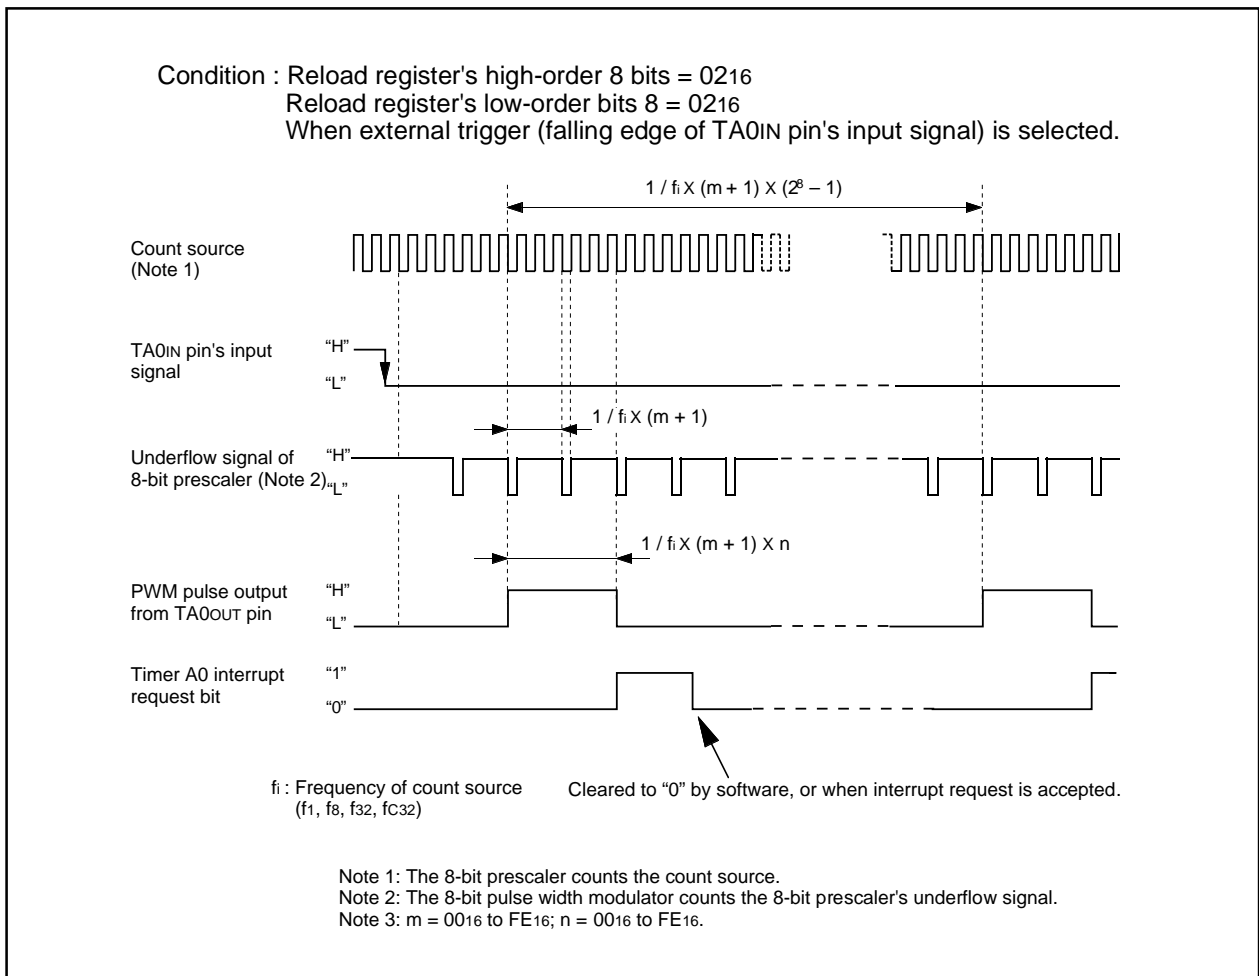 Condition : Reload register's high-order 8 bits = 0216
Reload register's low-order bits 8 = 0216
When external trigger (falling edge of TA0IN pin's input signal) is selected.
1 / fi X (m + 1) X (2⁸ – 1)
Count source
(Note 1)
TA0IN pin's input
signal
“H”
“L”
1 / fi X (m + 1)
Underflow signal of
8-bit prescaler (Note 2)
“H”
“L”
1 / fi X (m + 1) X n
PWM pulse output
from TA0OUT pin
“H”
“L”
Timer A0 interrupt
request bit
“1”
“0”
fi : Frequency of count source
(f1, f8, f32, fC32)
Cleared to “0” by software, or when interrupt request is accepted.
Note 1: The 8-bit prescaler counts the count source.
Note 2: The 8-bit pulse width modulator counts the 8-bit prescaler's underflow signal.
Note 3: m = 0016 to FE16; n = 0016 to FE16.